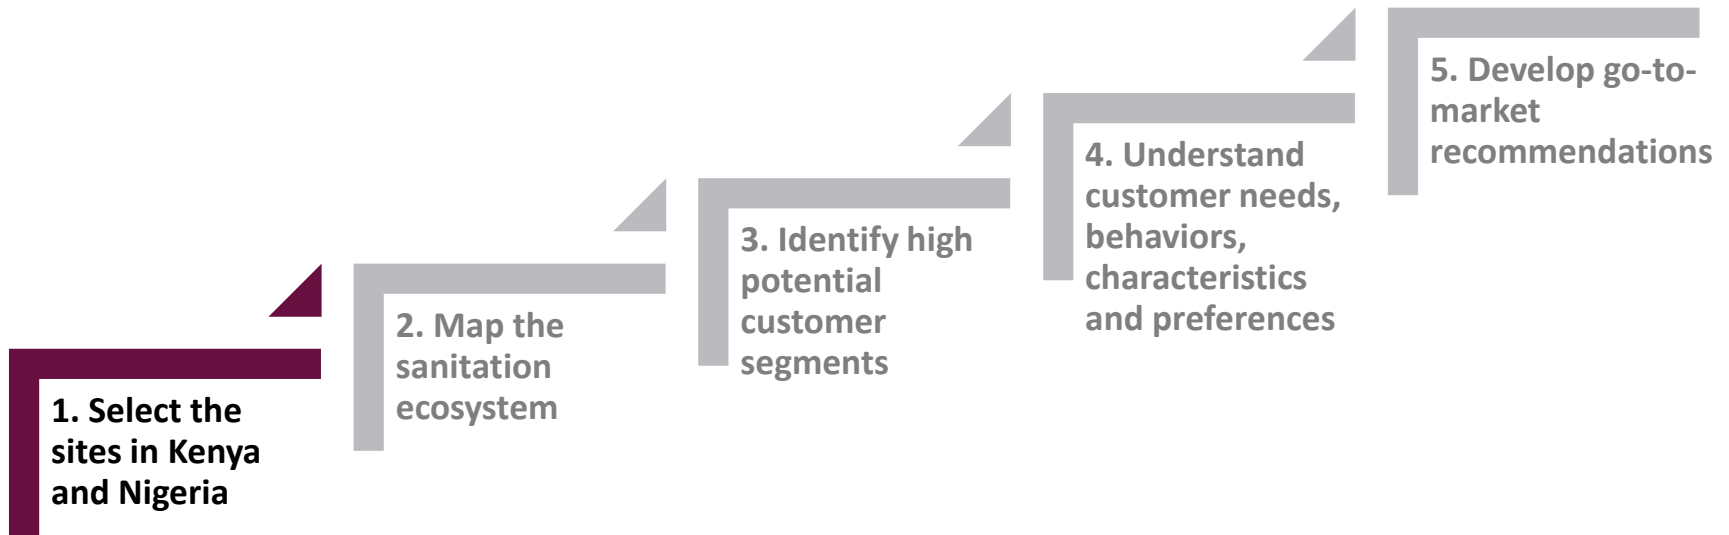 1. Select the
sites in Kenya
and Nigeria
2. Map the
sanitation
ecosystem
3. Identify high
potential
customer
segments
4. Understand
customer needs,
behaviors,
characteristics
and preferences
5. Develop go-to-
market
recommendations